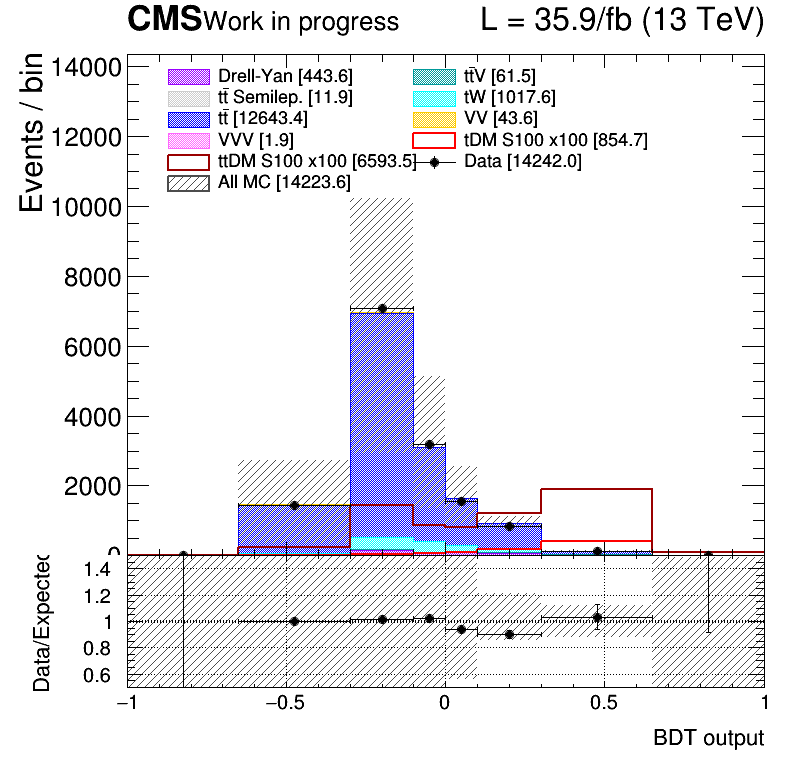 CMS Work in progress L = 35.9/fb (13 TeV)
Events / bin
14000
12000
10000
8000
6000
4000
2000
0
Drell-Yan [443.6] tt̄V [61.5]
tt̄ Semilep. [11.9] tW [1017.6]
tt̄ [12643.4] VV [43.6]
VVV [1.9] tDM S100 x100 [854.7]
ttDM S100 x100 [6593.5] Data [14242.0]
All MC [14223.6]
Data/Expected
1.4
1.2
1
0.8
0.6
−1 −0.5 0 0.5 1
BDT output